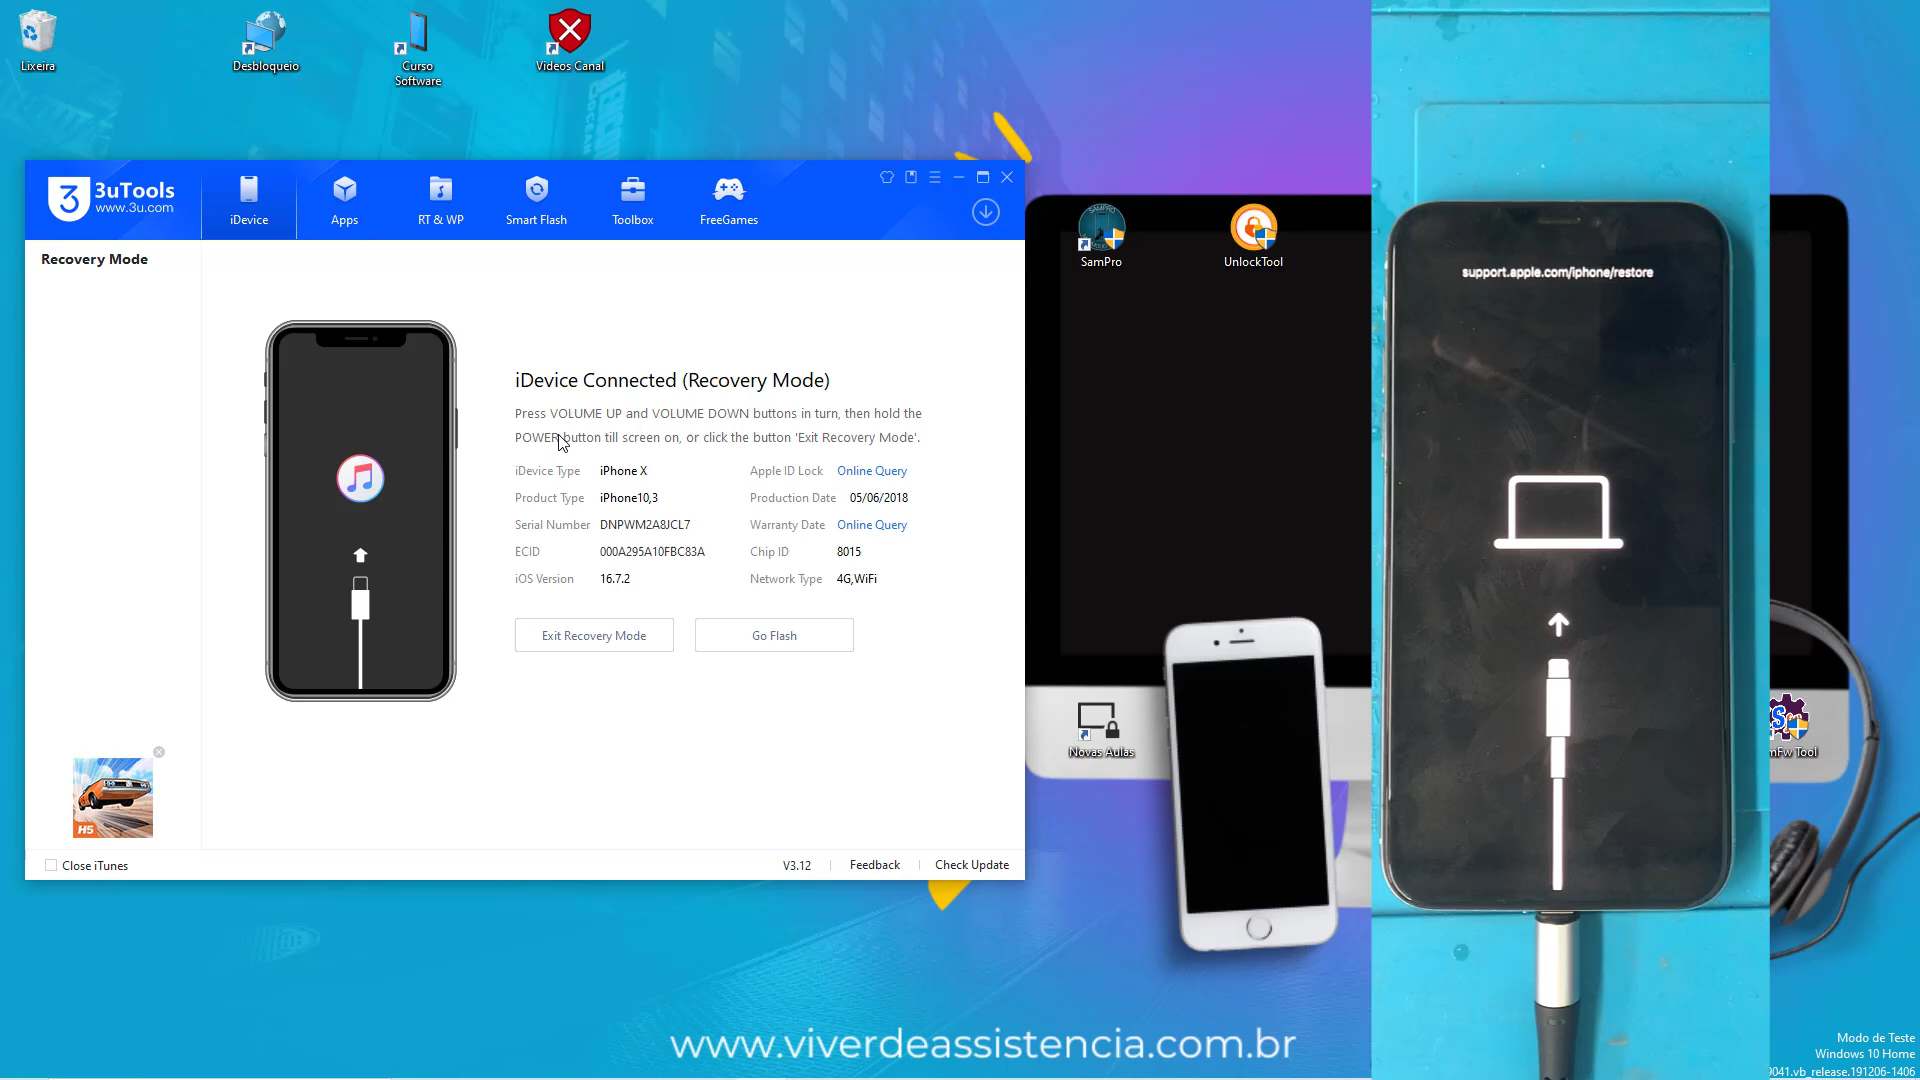 Lixeira
Desbloqueio
Curso
Software
Videos Canal
3 3uTools
www.3u.com
iDevice
Apps
RT & WP
Smart Flash
Toolbox
FreeGames
Recovery Mode
iDevice Connected (Recovery Mode)
Press VOLUME UP and VOLUME DOWN buttons in turn, then hold the
POWER button till screen on, or click the button 'Exit Recovery Mode'.
iDevice Type iPhone X Apple ID Lock Online Query
Product Type iPhone10,3 Production Date 05/06/2018
Serial Number DNPWM2A8JCL7 Warranty Date Online Query
ECID 000A295A10FBC83A Chip ID 8015
iOS Version 16.7.2 Network Type 4G,WiFi
Exit Recovery Mode
Go Flash
H5
Close iTunes
V3.12
Feedback
Check Update
SAMPRO
SamPro
UnlockTool
Novas Aulas
mFw Tool
support.apple.com/iphone/restore
www.viverdeassistencia.com.br
Modo de Teste
Windows 10 Home
9041.vb_release.191206-1406